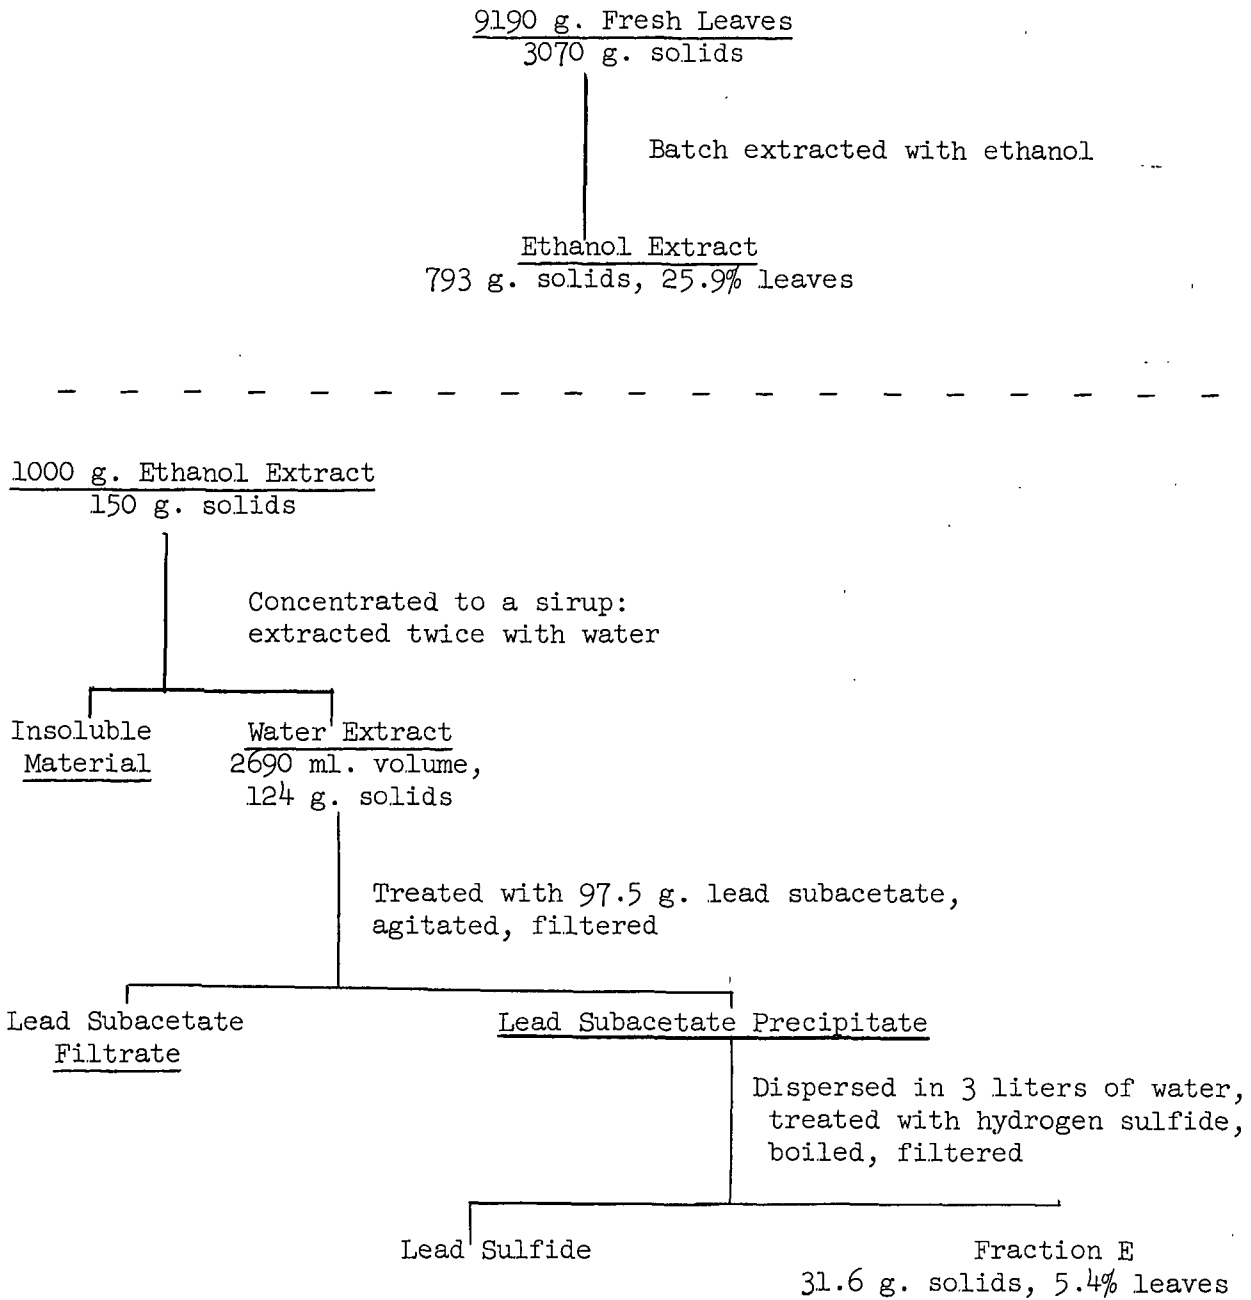 9190 g. Fresh Leaves
3070 g. solids
Batch extracted with ethanol
Ethanol Extract
793 g. solids, 25.9% leaves
1000 g. Ethanol Extract
150 g. solids
Concentrated to a sirup:
extracted twice with water
Insoluble
Material
Water Extract
2690 ml. volume,
124 g. solids
Treated with 97.5 g. lead subacetate,
agitated, filtered
Lead Subacetate
Filtrate
Lead Subacetate Precipitate
Dispersed in 3 liters of water,
treated with hydrogen sulfide,
boiled, filtered
Lead Sulfide
Fraction E
31.6 g. solids, 5.4% leaves